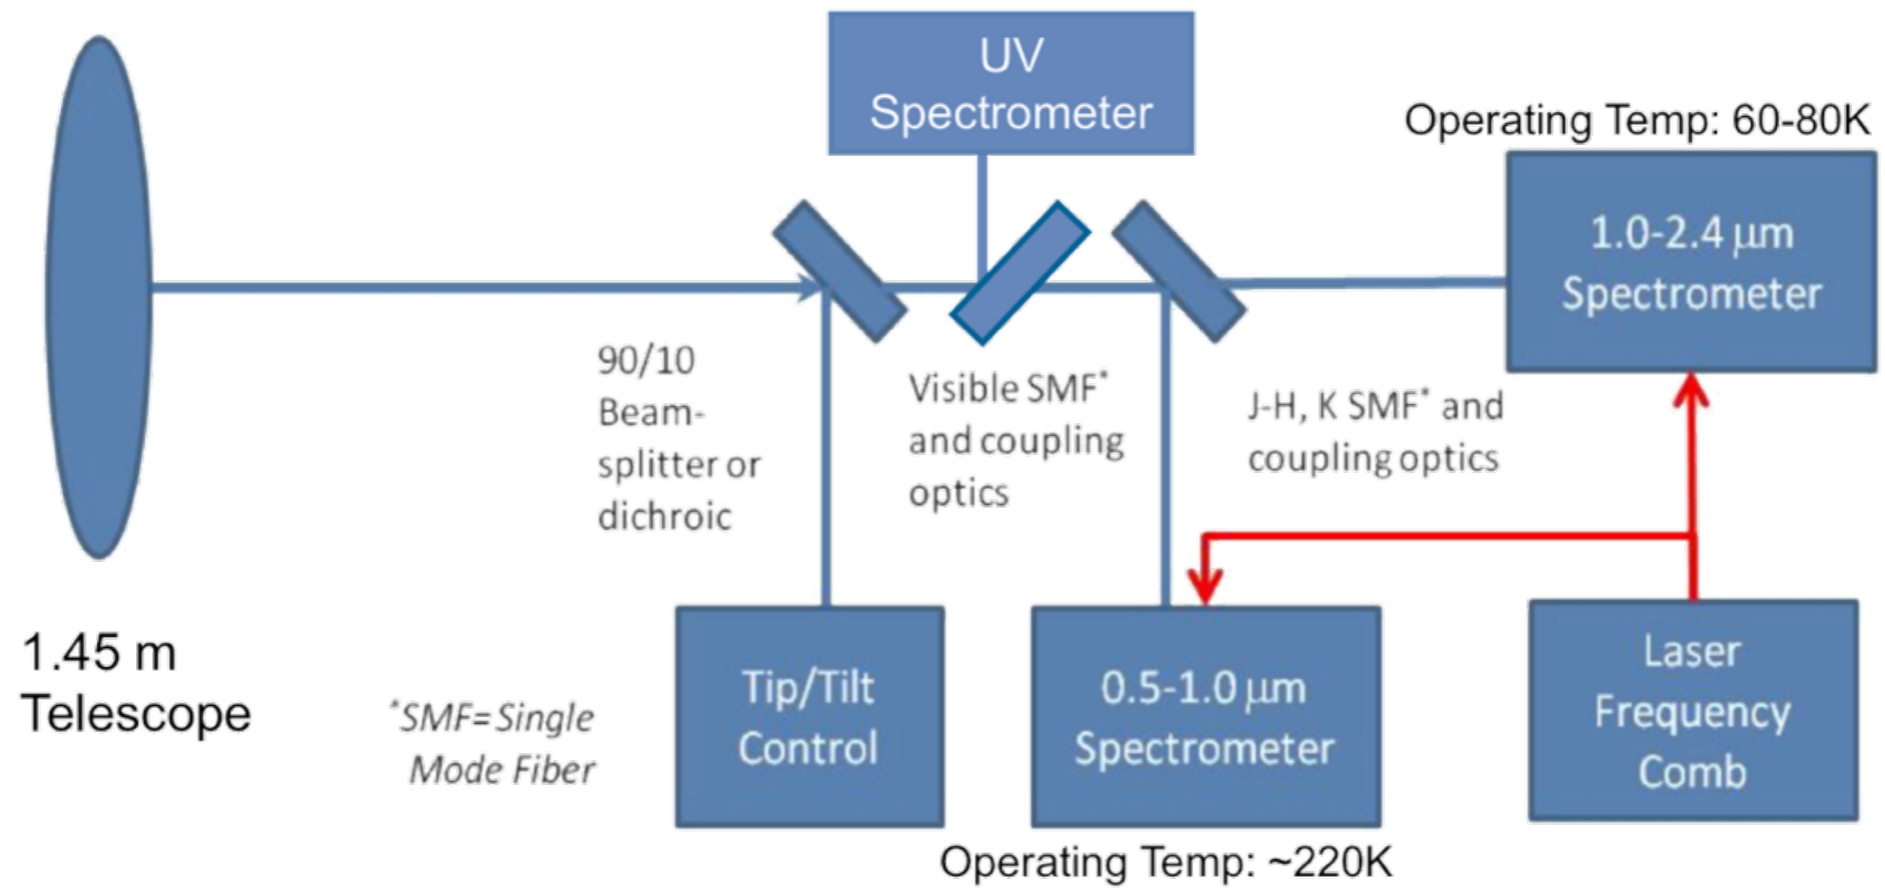 UV
Spectrometer
Operating Temp: 60-80K
1.0-2.4 μm
Spectrometer
90/10
Beam-
splitter or
dichroic
Visible SMF*
and coupling
optics
J-H, K SMF* and
coupling optics
1.45 m
Telescope
*SMF=Single
Mode Fiber
Tip/Tilt
Control
0.5-1.0 μm
Spectrometer
Laser
Frequency
Comb
Operating Temp: ~220K